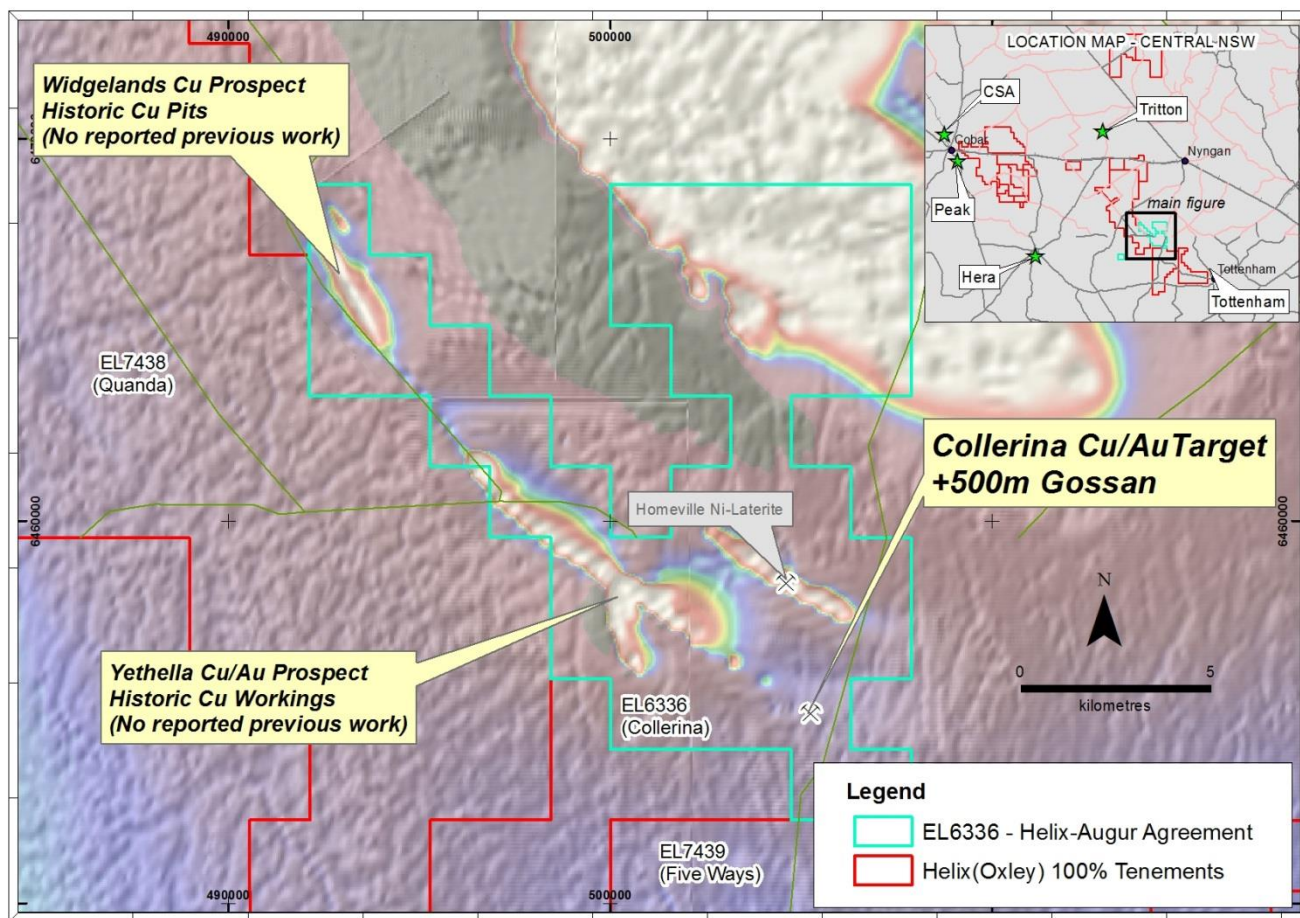 490000
500000
Widgelands Cu Prospect
Historic Cu Pits
(No reported previous work)
LOCATION MAP - CENTRAL NSW
CSA
Cobar
Tritton
Nyngan
Peak
main figure
Hera
Tottenham
Tottenham
EL7438
(Quanda)
Collerina Cu/AuTarget
+500m Gossan
Homeville Ni-Laterite
6460000
6460000
N
0
5
kilometres
Yethella Cu/Au Prospect
Historic Cu Workings
(No reported previous work)
EL6336
(Collerina)
Legend
EL6336 - Helix-Augur Agreement
Helix(Oxley) 100% Tenements
EL7439
(Five Ways)
490000
500000